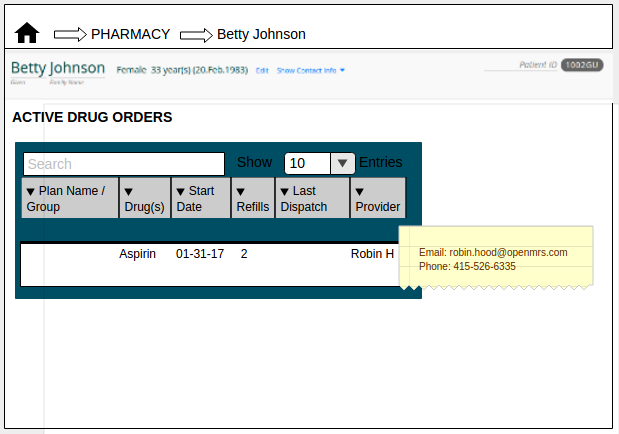 PHARMACY Betty Johnson
Betty Johnson Female 33 year(s) (20.Feb.1983) Edit Show Contact Info Patient ID 1002GU
Given Family Name
ACTIVE DRUG ORDERS
Search Show 10 Entries
Plan Name / Group Drug(s) Start Date Refills Last Dispatch Provider
Aspirin 01-31-17 2 Robin H
Email: robin.hood@openmrs.com
Phone: 415-526-6335